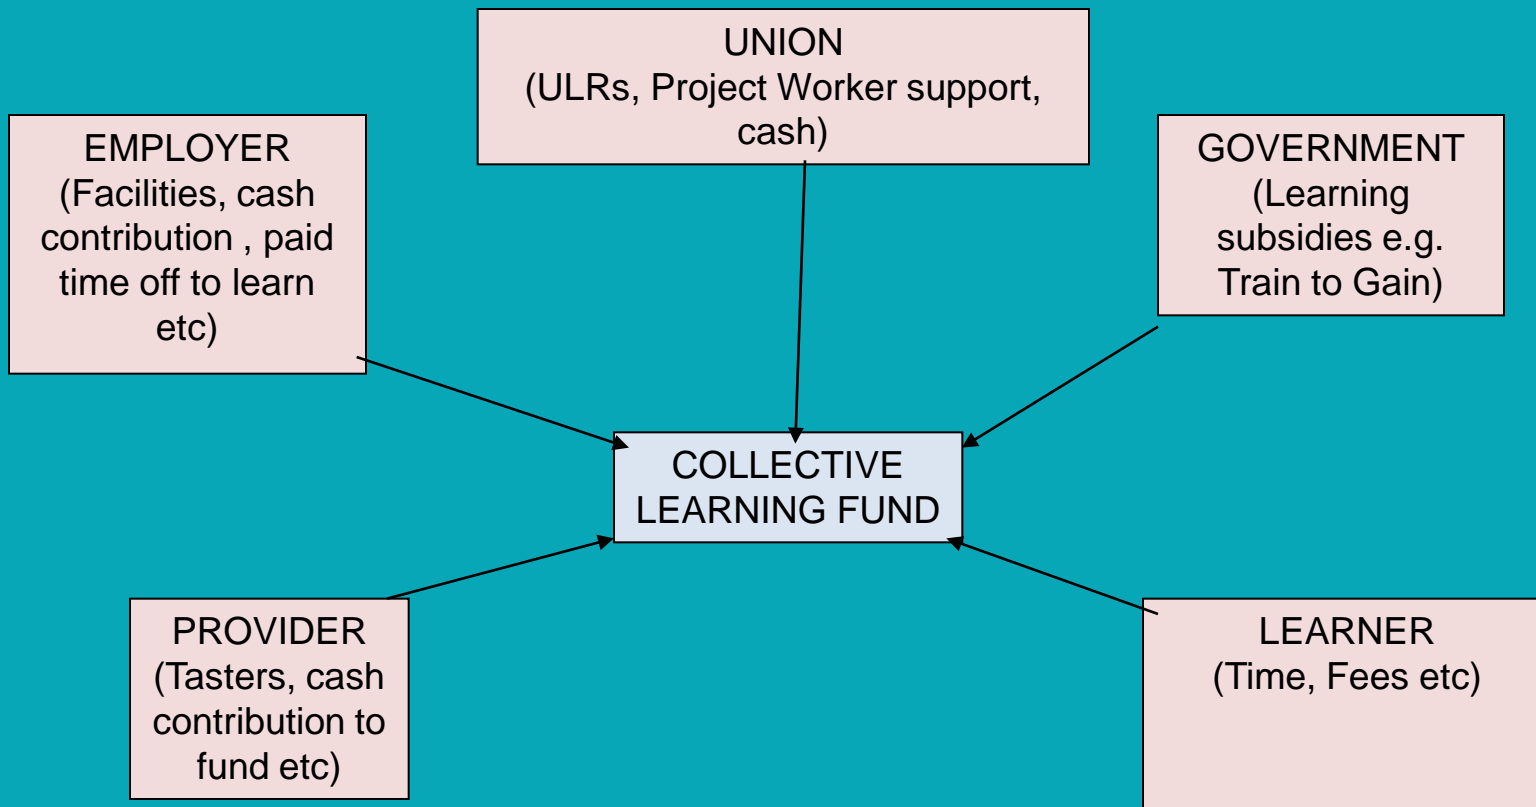 UNION
(ULRs, Project Worker support,
cash)
EMPLOYER
(Facilities, cash
contribution , paid
time off to learn
etc)
GOVERNMENT
(Learning
subsidies e.g.
Train to Gain)
COLLECTIVE
LEARNING FUND
PROVIDER
(Tasters, cash
contribution to
fund etc)
LEARNER
(Time, Fees etc)